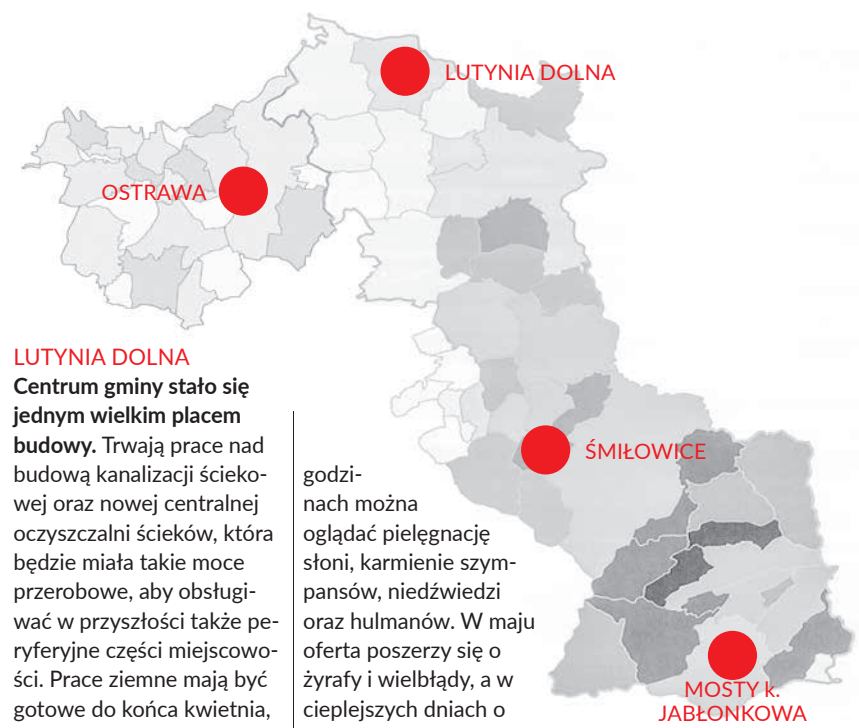 LUTYNIA DOLNA
OSTRAWA
ŚMIŁOWICE
MOSTY k.
JABŁONKOWA
LUTYNIA DOLNA
Centrum gminy stało się
jednym wielkim placem
budowy. Trwają prace nad
budową kanalizacji ścieko-
wej oraz nowej centralnej
oczyszczalni ścieków, która
będzie miała takie moce
przerobowe, aby obsługi-
wać w przyszłości także pe-
ryferyjne części miejscowo-
ści. Prace ziemne mają być
gotowe do końca kwietnia,
godzi-
nach można
oglądać pielęgnację
słoni, karmienie szym-
pansów, niedźwiedzi
oraz hulmanów. W maju
oferta poszerzy się o
żyrafy i wielbłądy, a w
cieplejszych dniach o